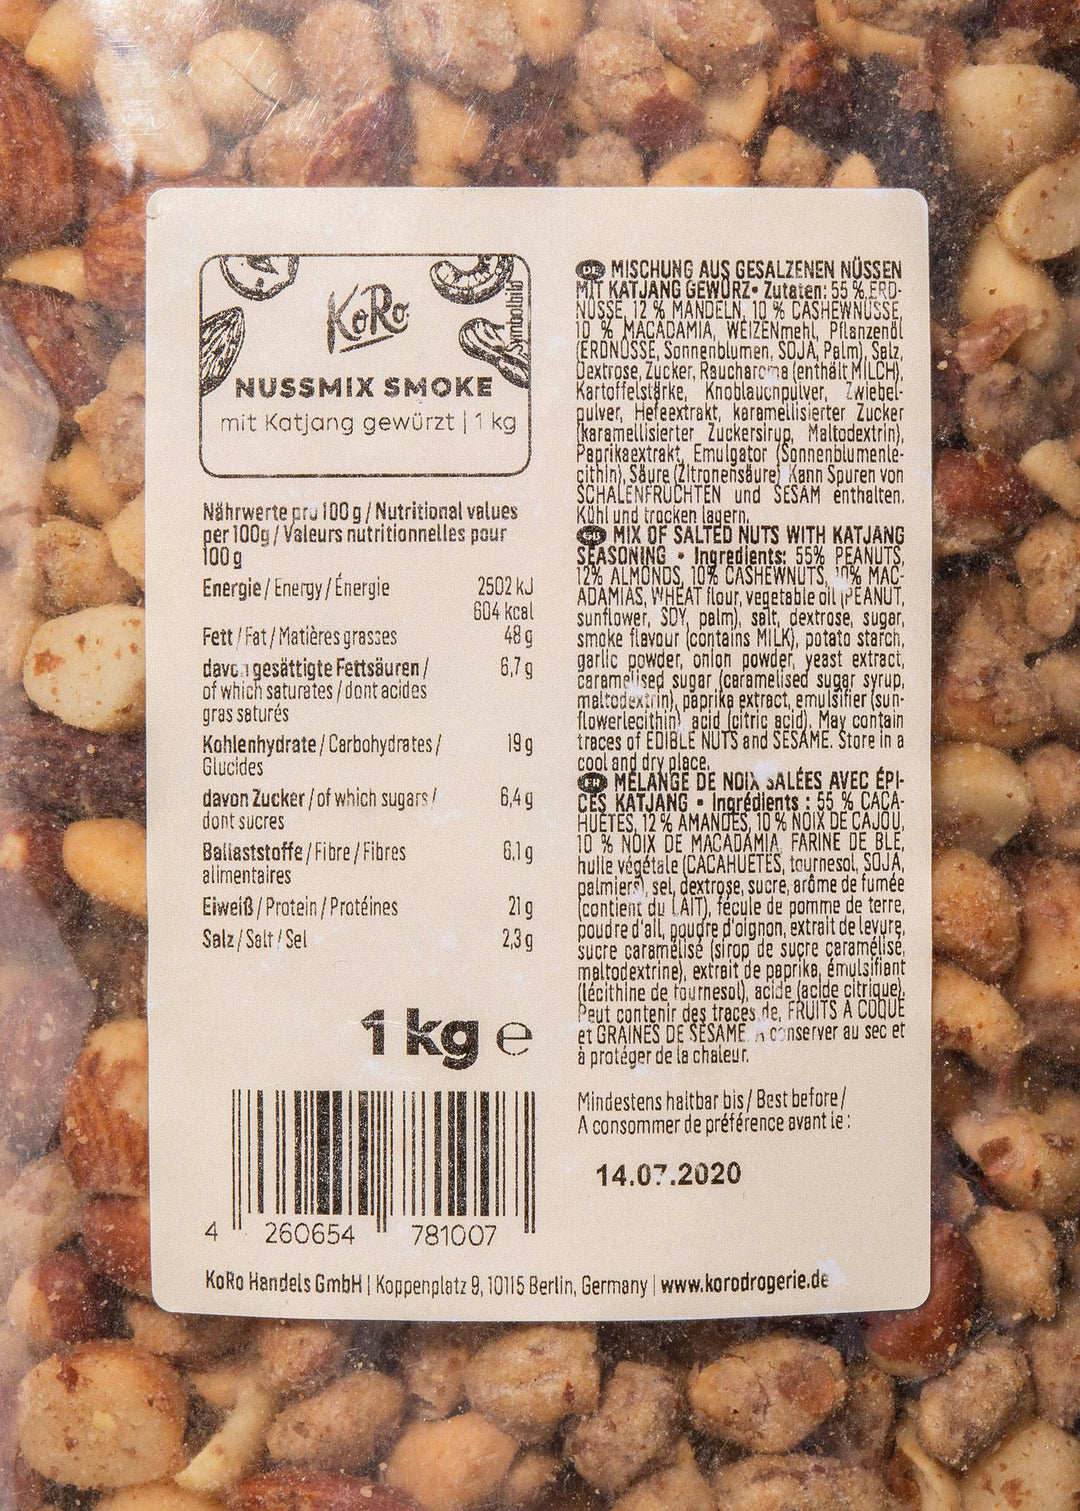 KoRo
Symbolbild
NUSSMIX SMOKE
mit Katjang gewürzt | 1 kg
Nährwerte pro 100 g / Nutritional values
per 100g / Valeurs nutritionnelles pour
100 g
Energie / Energy / Énergie 2502 kJ
604 kcal
Fett / Fat / Matières grasses 48 g
davon gesättigte Fettsäuren / 6,7 g
of which saturates / dont acides
gras saturés
Kohlenhydrate / Carbohydrates / 19 g
Glucides
davon Zucker / of which sugars / 6,4 g
dont sucres
Ballaststoffe / Fibre / Fibres 6,1 g
alimentaires
Eiweiß / Protein / Protéines 21 g
Salz / Salt / Sel 2,3 g
1 kg e
4 260654 781007
DE MISCHUNG AUS GESALZENEN NÜSSEN
MIT KATJANG GEWÜRZ • Zutaten: 55 % ERD-
NÜSSE, 12 % MANDELN, 10 % CASHEWNÜSSE,
10 % MACADAMIA, WEIZENmehl, Pflanzenöl
(ERDNÜSSE, Sonnenblumen, SOJA, Palm), Salz,
Dextrose, Zucker, Raucharoma (enthält MILCH),
Kartoffelstärke, Knoblauchpulver, Zwiebel-
pulver, Hefeextrakt, karamellisierter Zucker
(karamellisierter Zuckersirup, Maltodextrin),
Paprikaextrakt, Emulgator (Sonnenblumenle-
cithin), Säure (Zitronensäure) Kann Spuren von
SCHALENFRÜCHTEN und SESAM enthalten.
Kühl und trocken lagern.
GB MIX OF SALTED NUTS WITH KATJANG
SEASONING • Ingredients: 55% PEANUTS,
12% ALMONDS, 10% CASHEWNUTS, 10% MAC-
ADAMIAS, WHEAT flour, vegetable oil (PEANUT,
sunflower, SOY, palm), salt, dextrose, sugar,
smoke flavour (contains MILK), potato starch,
garlic powder, onion powder, yeast extract,
caramelised sugar (caramelised sugar syrup,
maltodextrin), paprika extract, emulsifier (sun-
flowerlecithin) acid (citric acid), May contain
traces of EDIBLE NUTS and SESAME. Store in a
cool and dry place.
FR MÉLANGE DE NOIX SALÉES AVEC ÉPI-
CES KATJANG • Ingrédients : 55 % CACA-
HUÈTES, 12 % AMANDES, 10 % NOIX DE CAJOU,
10 % NOIX DE MACADAMIA, FARINE DE BLÉ,
huile végétale (CACAHUÈTES, tournesol, SOJA,
palmiers), sel, dextrose, sucre, arôme de fumée
(contient du LAIT), fécule de pomme de terre,
poudre d'ail, poudre d'oignon, extrait de levure,
sucre caramélisé (sirop de sucre caramélisé,
maltodextrine), extrait de paprika, émulsifiant
(lécithine de tournesol), acide (acide citrique).
Peut contenir des traces de, FRUITS À COQUE
et GRAINES DE SÉSAME. A conserver au sec et
à protéger de la chaleur.
Mindestens haltbar bis / Best before /
A consommer de préférence avant le :
14.07.2020
KoRo Handels GmbH | Koppenplatz 9, 10115 Berlin, Germany | www.korodrogerie.de